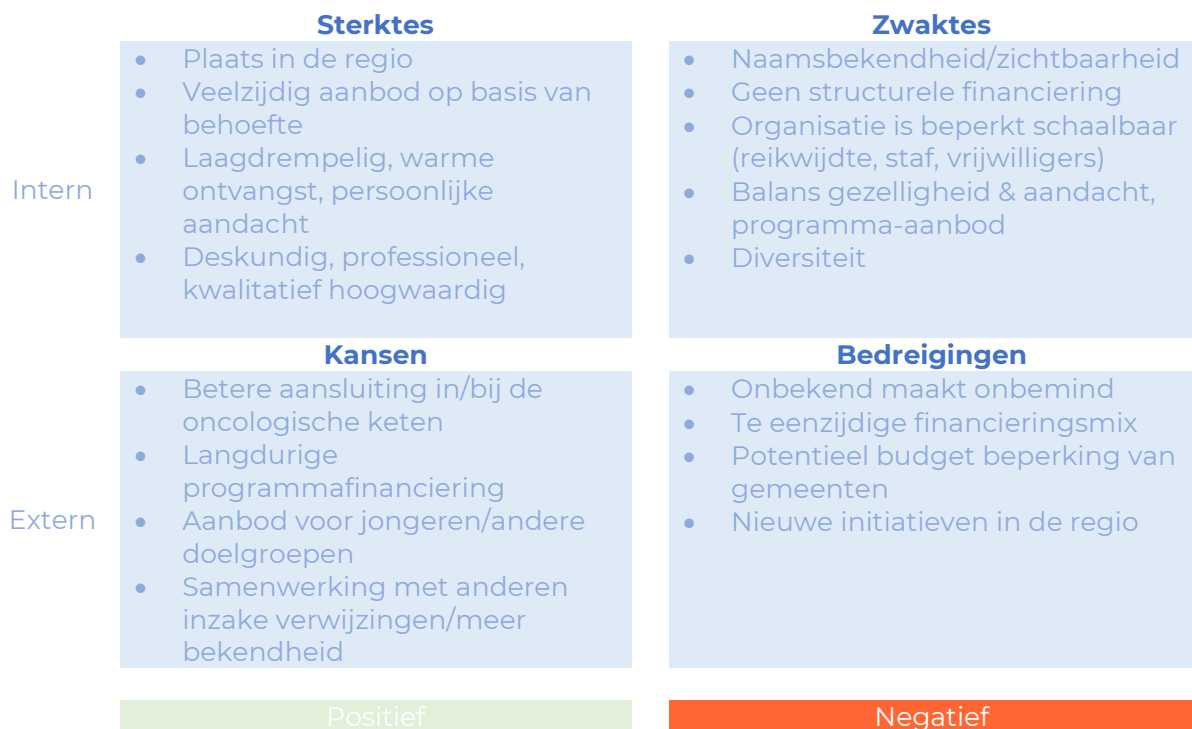 Sterktes
• Plaats in de regio
• Veelzijdig aanbod op basis van
behoefte
• Laagdrempelig, warme
ontvangst, persoonlijke
aandacht
• Deskundig, professioneel,
kwalitatief hoogwaardig
Zwaktes
• Naamsbekendheid/zichtbaarheid
• Geen structurele financiering
• Organisatie is beperkt schaalbaar
(reikwijdte, staf, vrijwilligers)
• Balans gezelligheid & aandacht,
programma-aanbod
• Diversiteit
Intern
Kansen
• Betere aansluiting in/bij de
oncologische keten
• Langdurige
programmafinanciering
• Aanbod voor jongeren/andere
doelgroepen
• Samenwerking met anderen
inzake verwijzingen/meer
bekendheid
Bedreigingen
• Onbekend maakt onbemind
• Te eenzijdige financieringsmix
• Potentieel budget beperking van
gemeenten
• Nieuwe initiatieven in de regio
Extern
Positief
Negatief